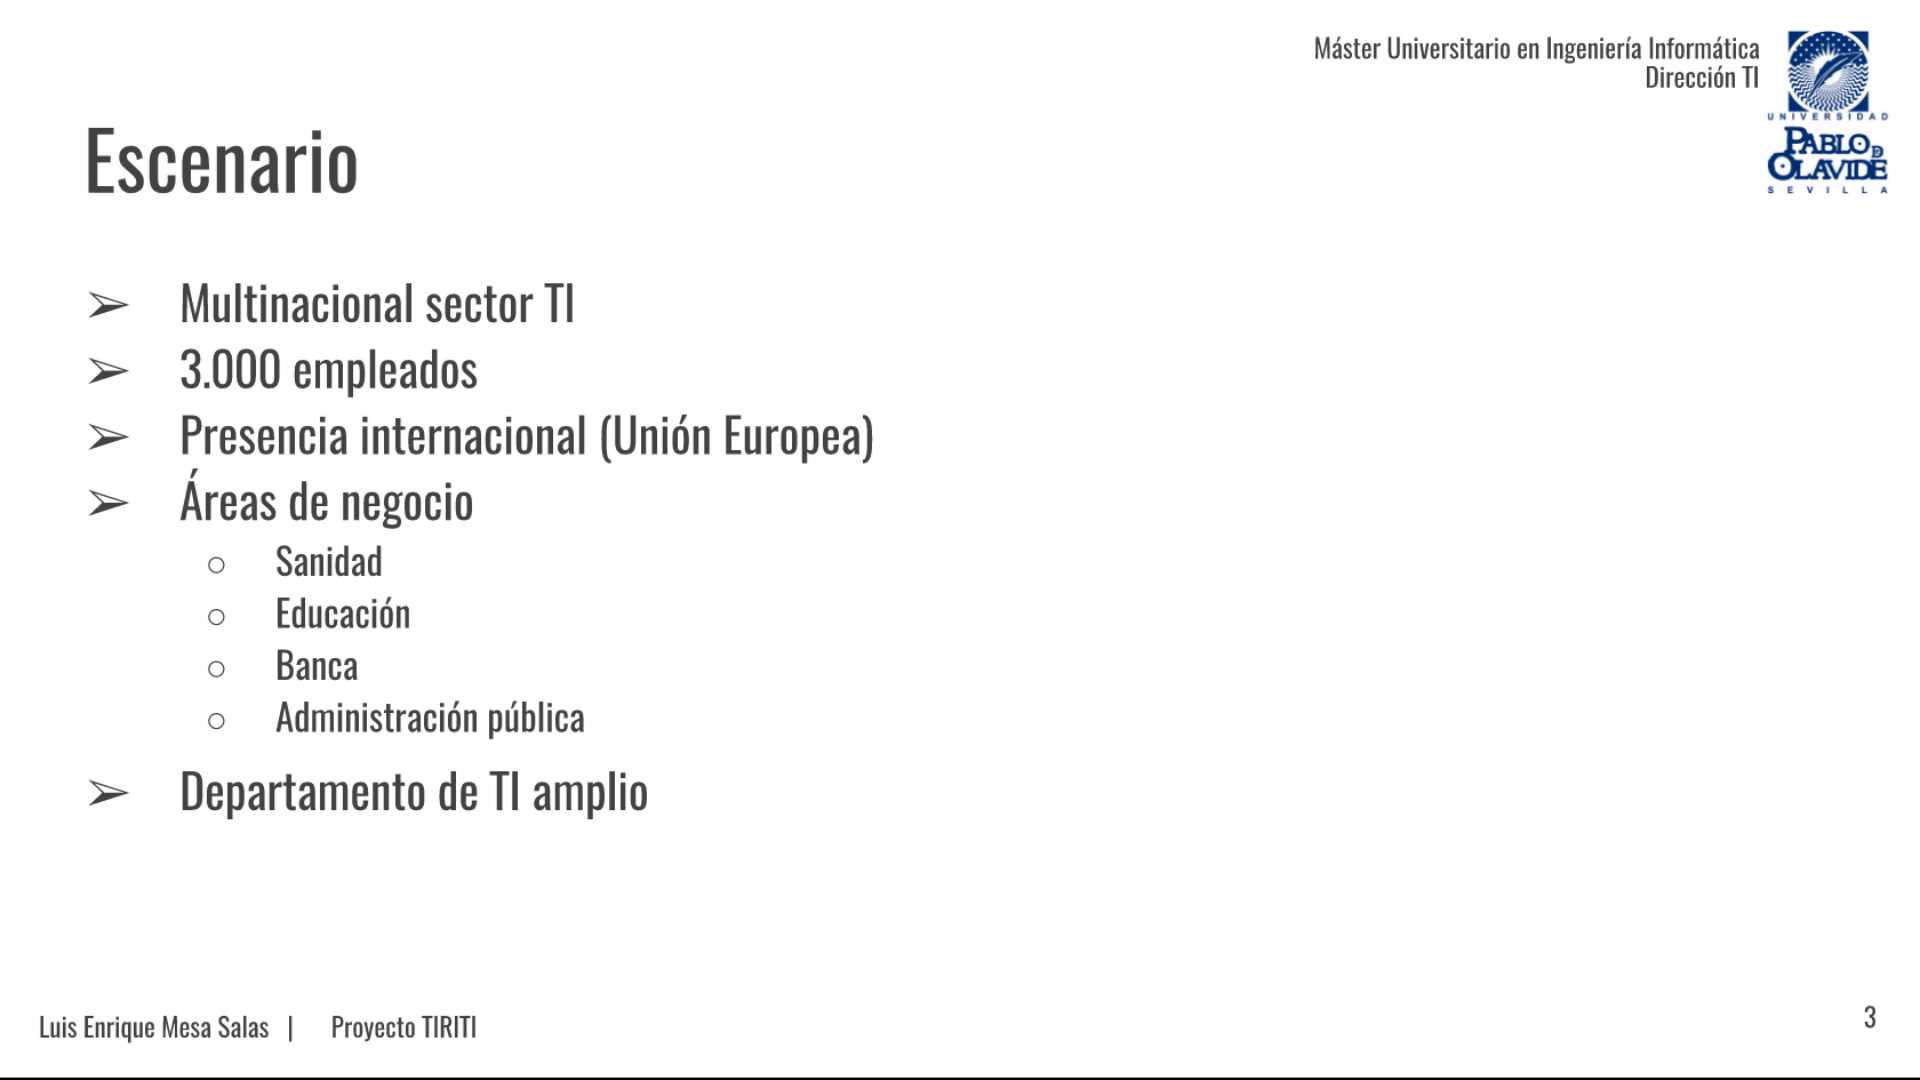 Máster Universitario en Ingeniería Informática
Dirección TI
UNIVERSIDAD
PABLO DE
OLAVIDE
SEVILLA
Escenario
➢ Multinacional sector TI
➢ 3.000 empleados
➢ Presencia internacional (Unión Europea)
➢ Áreas de negocio
○ Sanidad
○ Educación
○ Banca
○ Administración pública
➢ Departamento de TI amplio
Luis Enrique Mesa Salas | Proyecto TIRITI
3